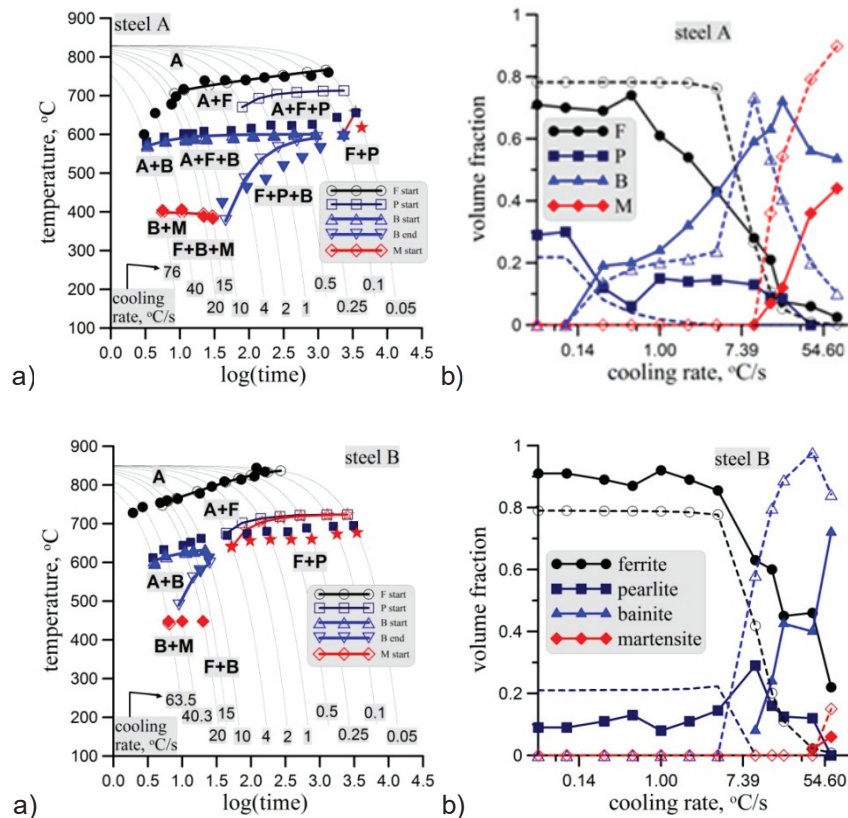 steel A
temperature, °C
900
800
700
600
500
400
300
200
100
A
A+F
A+F+P
A+B
A+F+B
F+P
F+P+B
B+M
F+B+M
F start
P start
B start
B end
M start
76
40
15
20
10
4
2
1
0.5
0.25
0.1
0.05
cooling
rate, °C/s
0.0 0.5 1.0 1.5 2.0 2.5 3.0 3.5 4.0 4.5
log(time)
a)
steel A
volume fraction
1
0.8
0.6
0.4
0.2
0
F
P
B
M
0.14 1.00 7.39 54.60
cooling rate, °C/s
b)
steel B
temperature, °C
900
800
700
600
500
400
300
200
100
A
A+F
A+B
F+P
B+M
F+B
F start
P start
B start
B end
M start
63.5
40.3
15
20
10
4
2
1
0.5
0.25
0.1
0.05
cooling
rate, °C/s
0.0 0.5 1.0 1.5 2.0 2.5 3.0 3.5 4.0 4.5
log(time)
a)
steel B
volume fraction
1
0.8
0.6
0.4
0.2
0
ferrite
pearlite
bainite
martensite
0.14 1.00 7.39 54.60
cooling rate, °C/s
b)